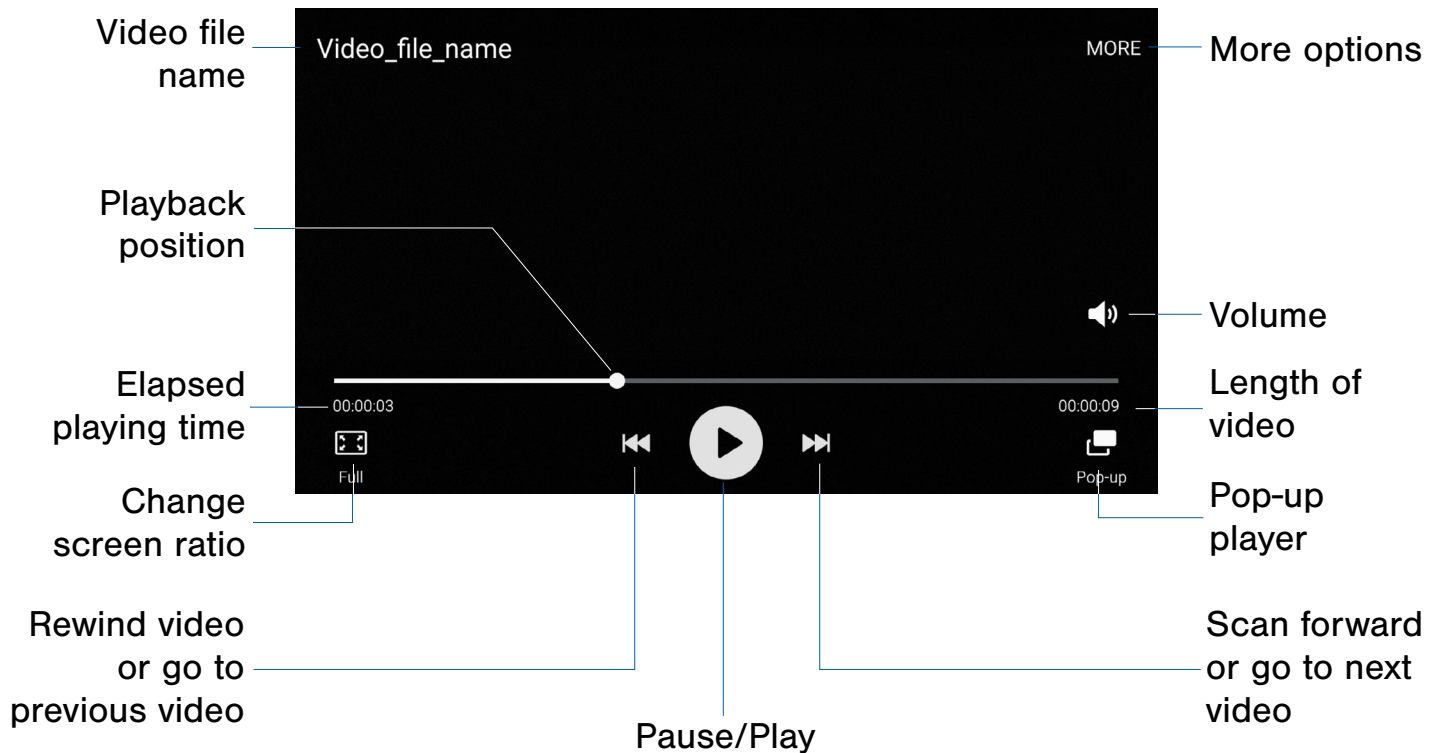 Video file
name
Video_file_name
MORE
More options
Playback
position
Volume
Elapsed
playing time
00:00:03
00:00:09
Length of
video
Full
Pop-up
Change
screen ratio
Pop-up
player
Rewind video
or go to
previous video
Pause/Play
Scan forward
or go to next
video